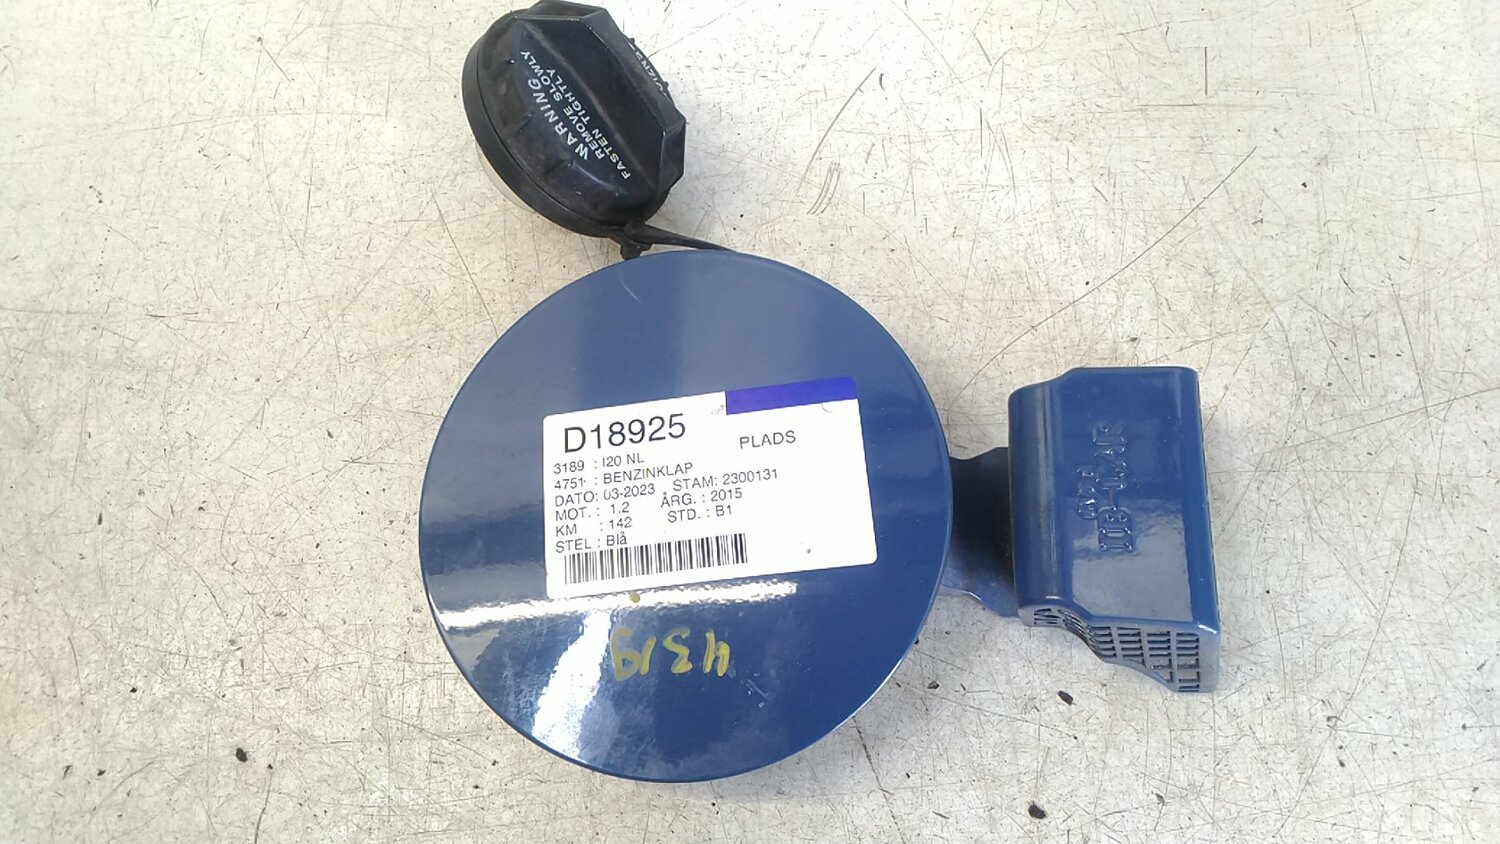 WARNING
REMOVE SLOWLY
FASTEN TIGHTLY
D18925
PLADS
3189 : I20 NL
4751 : BENZINKLAP
DATO: 03-2023 STAM: 2300131
MOT. : 1.2 ÅRG. : 2015
KM : 142 STD. : B1
STEL : Blå
4319